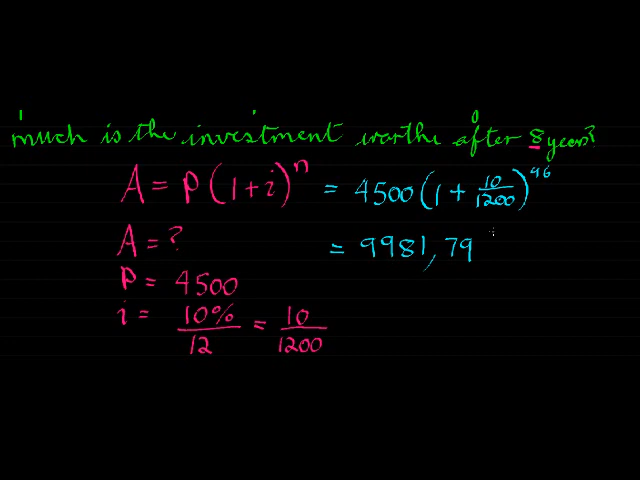 much is the investment worthe after 8 years?
A = P(1+i)^n = 4500(1 + 10/1200)^96
A = ? = 9981,79
P = 4500
i = 10%/12 = 10/1200